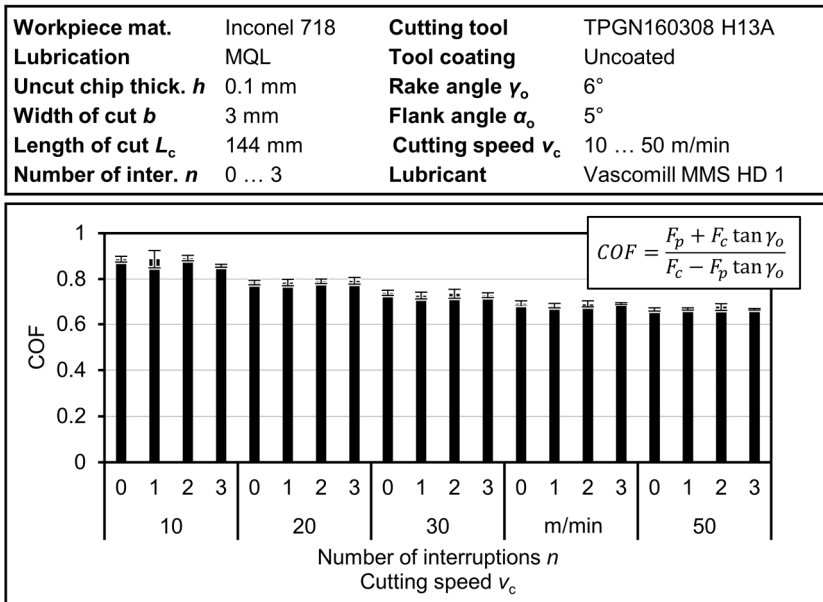 Workpiece mat. Inconel 718 Cutting tool TPGN160308 H13A
Lubrication MQL Tool coating Uncoated
Uncut chip thick. h 0.1 mm Rake angle γo 6°
Width of cut b 3 mm Flank angle αo 5°
Length of cut Lc 144 mm Cutting speed vc 10 … 50 m/min
Number of inter. n 0 … 3 Lubricant Vascomill MMS HD 1
COF = (Fp + Fc tan γo) / (Fc − Fp tan γo)
COF
1
0.8
0.6
0.4
0.2
0
0 1 2 3 0 1 2 3 0 1 2 3 0 1 2 3 0 1 2 3
10 20 30 m/min 50
Number of interruptions n
Cutting speed vc